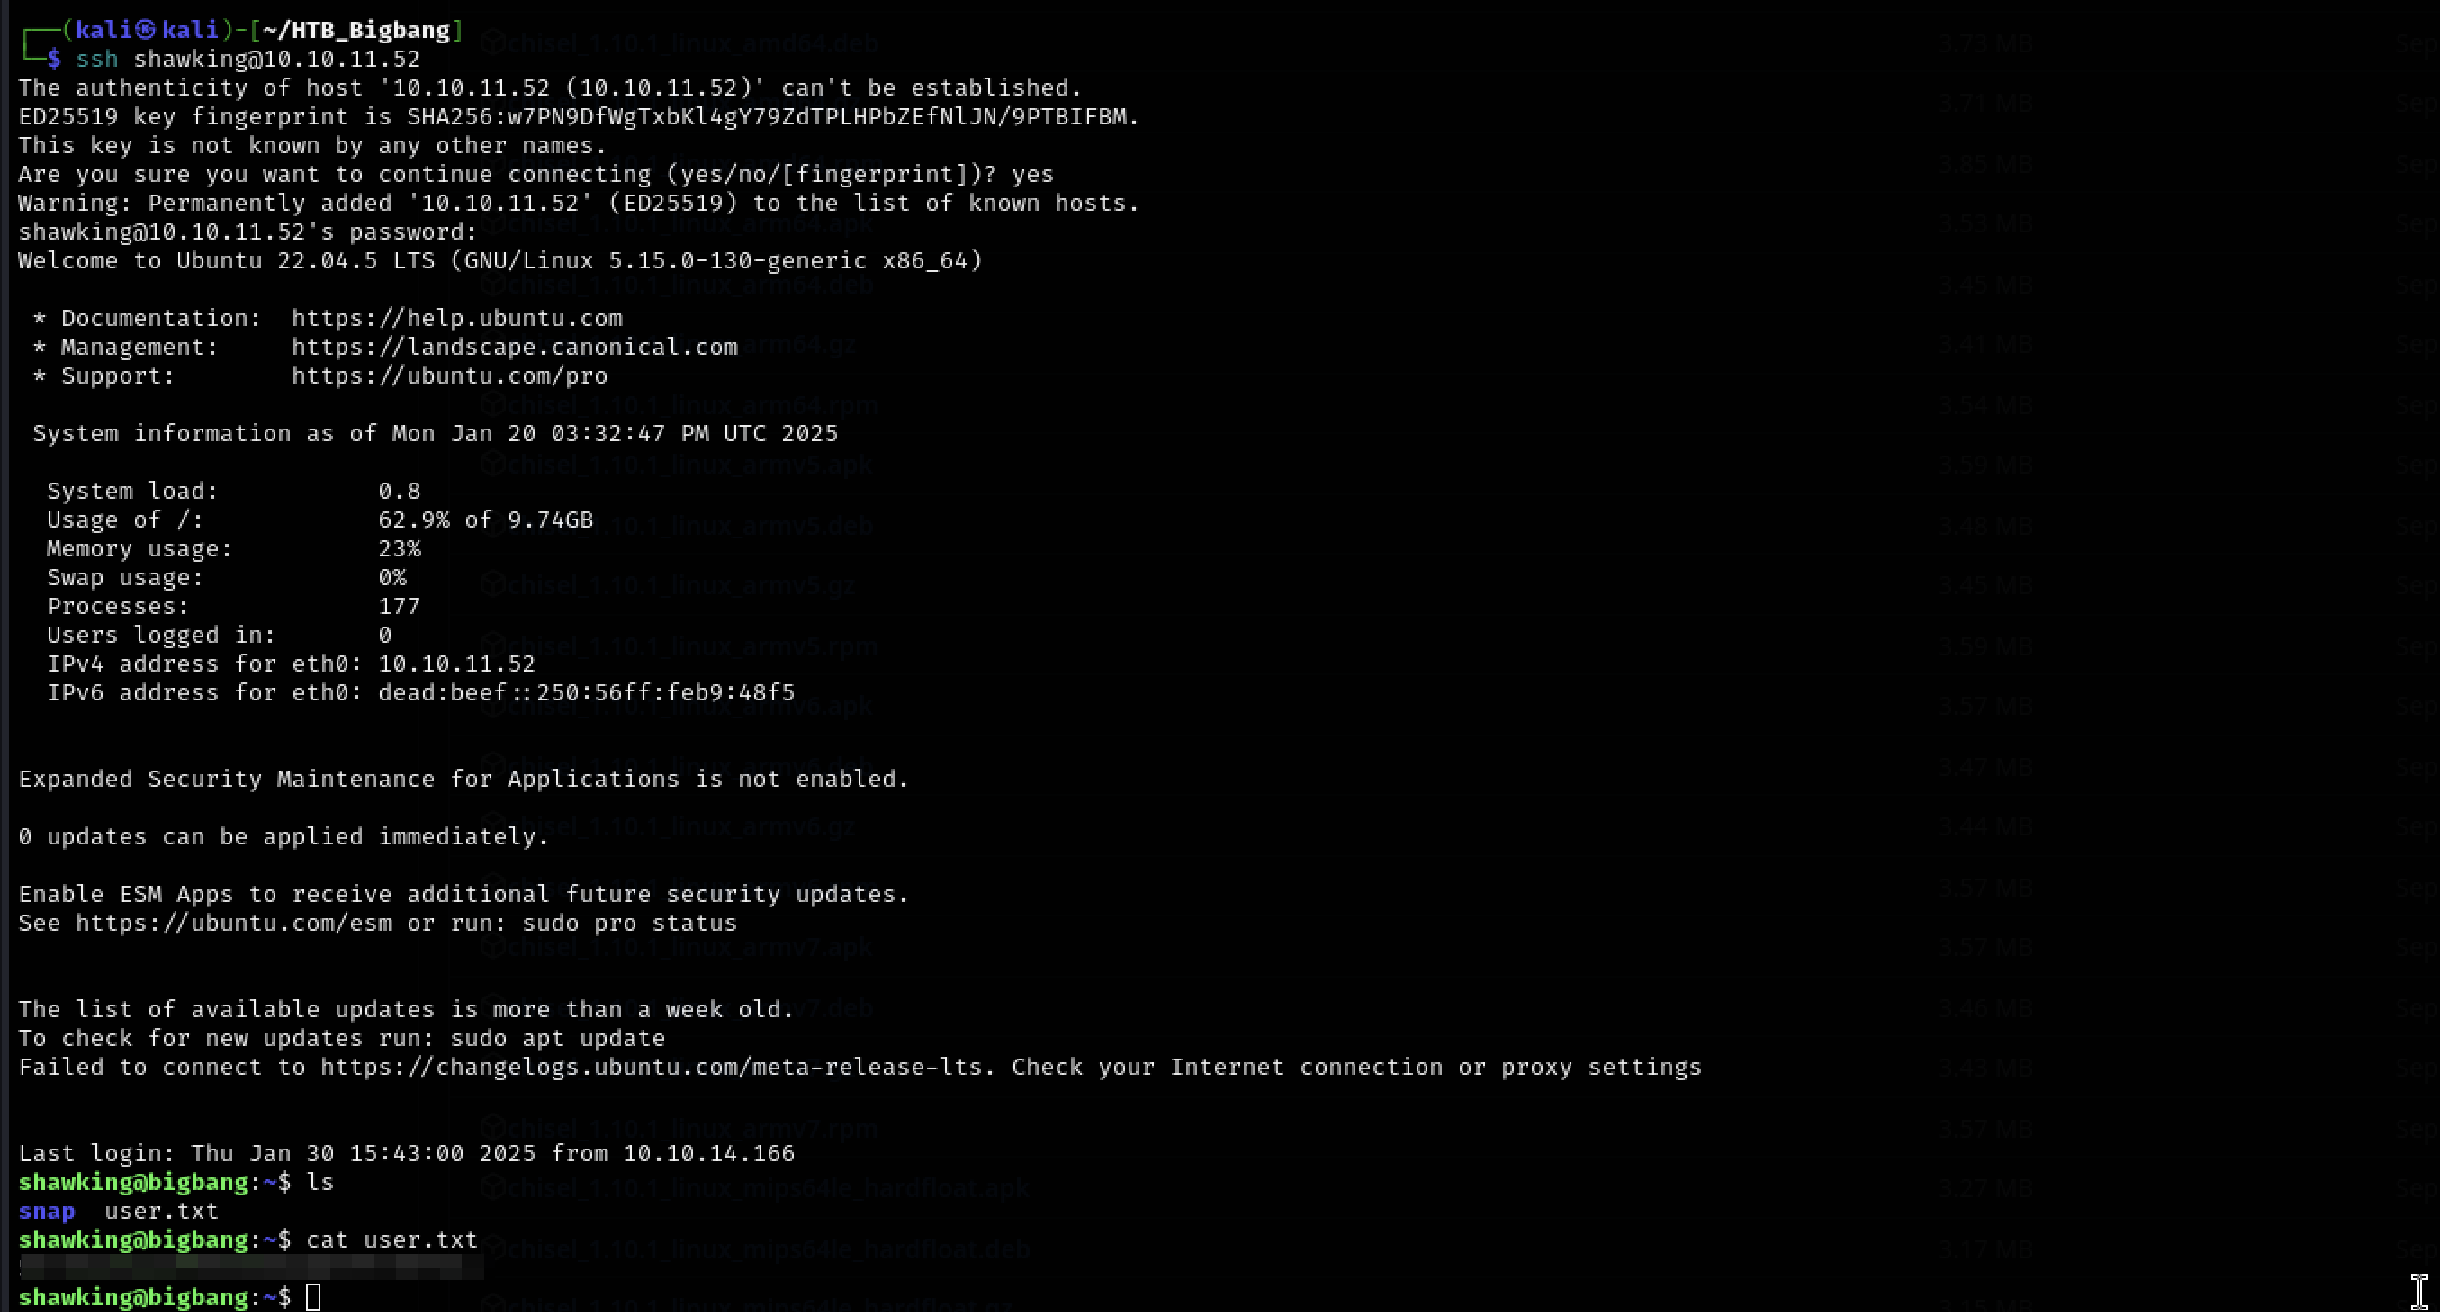 ┌──(kali㉿kali)-[~/HTB_Bigbang]
└─$ ssh shawking@10.10.11.52
The authenticity of host '10.10.11.52 (10.10.11.52)' can't be established.
ED25519 key fingerprint is SHA256:w7PN9DfWgTxbKl4gY79ZdTPLHPbZEfNlJN/9PTBIFBM.
This key is not known by any other names.
Are you sure you want to continue connecting (yes/no/[fingerprint])? yes
Warning: Permanently added '10.10.11.52' (ED25519) to the list of known hosts.
shawking@10.10.11.52's password:
Welcome to Ubuntu 22.04.5 LTS (GNU/Linux 5.15.0-130-generic x86_64)
* Documentation:  https://help.ubuntu.com
* Management:     https://landscape.canonical.com
* Support:        https://ubuntu.com/pro
System information as of Mon Jan 20 03:32:47 PM UTC 2025
System load:           0.8
Usage of /:            62.9% of 9.74GB
Memory usage:          23%
Swap usage:            0%
Processes:             177
Users logged in:       0
IPv4 address for eth0: 10.10.11.52
IPv6 address for eth0: dead:beef::250:56ff:feb9:48f5
Expanded Security Maintenance for Applications is not enabled.
0 updates can be applied immediately.
Enable ESM Apps to receive additional future security updates.
See https://ubuntu.com/esm or run: sudo pro status
The list of available updates is more than a week old.
To check for new updates run: sudo apt update
Failed to connect to https://changelogs.ubuntu.com/meta-release-lts. Check your Internet connection or proxy settings
Last login: Thu Jan 30 15:43:00 2025 from 10.10.14.166
shawking@bigbang:~$ ls
snap  user.txt
shawking@bigbang:~$ cat user.txt
shawking@bigbang:~$